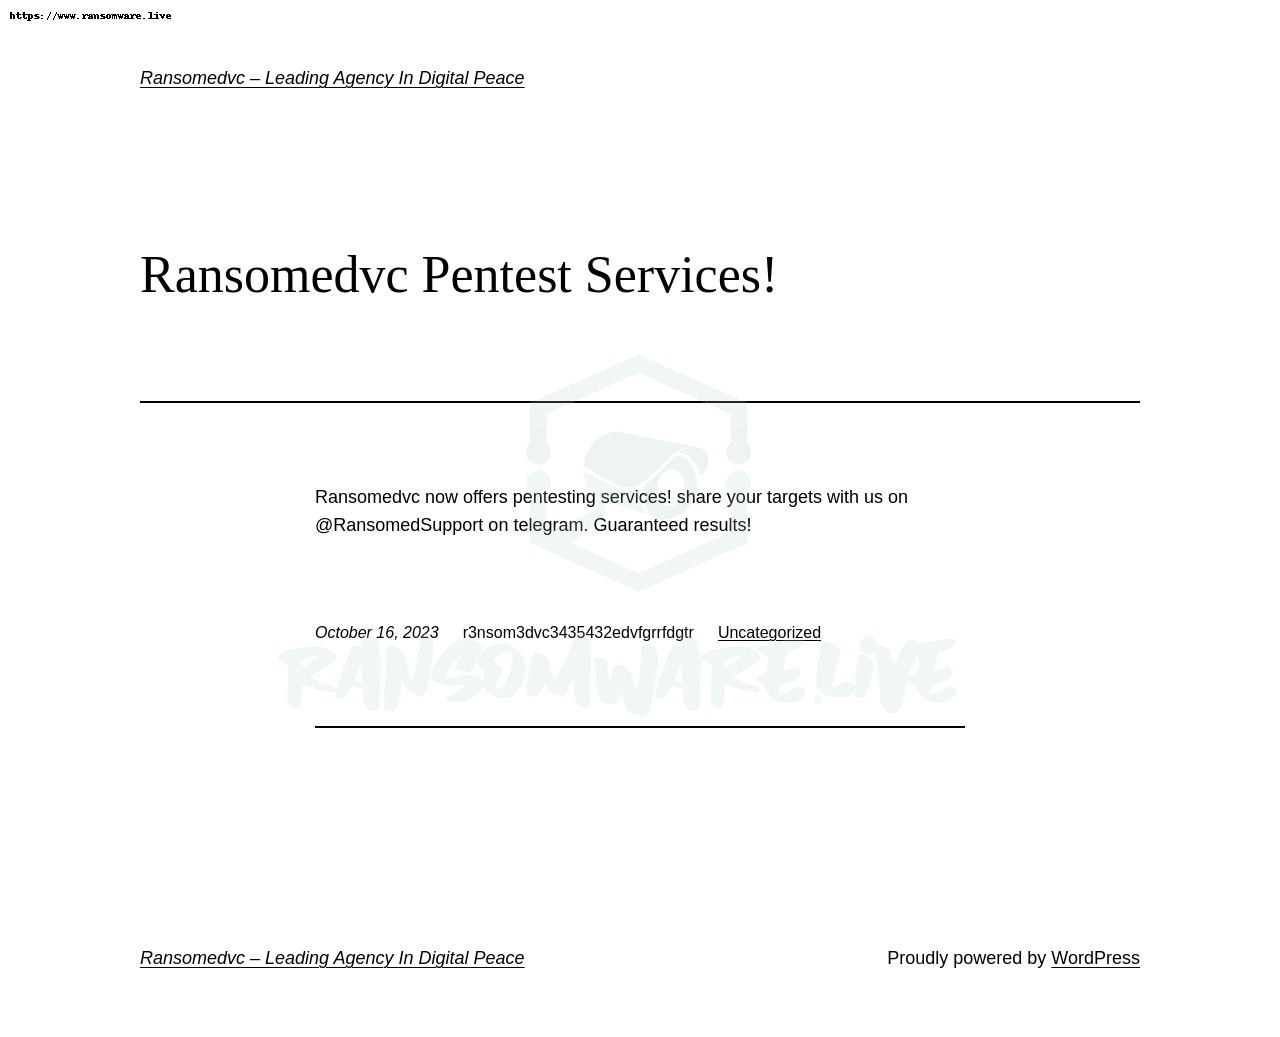 https://www.ransomware.live
Ransomedvc – Leading Agency In Digital Peace
Ransomedvc Pentest Services!
Ransomedvc now offers pentesting services! share your targets with us on
@RansomedSupport on telegram. Guaranteed results!
October 16, 2023 r3nsom3dvc3435432edvfgrrfdgtr Uncategorized
RANSOMWARE.LIVE
Ransomedvc – Leading Agency In Digital Peace
Proudly powered by WordPress